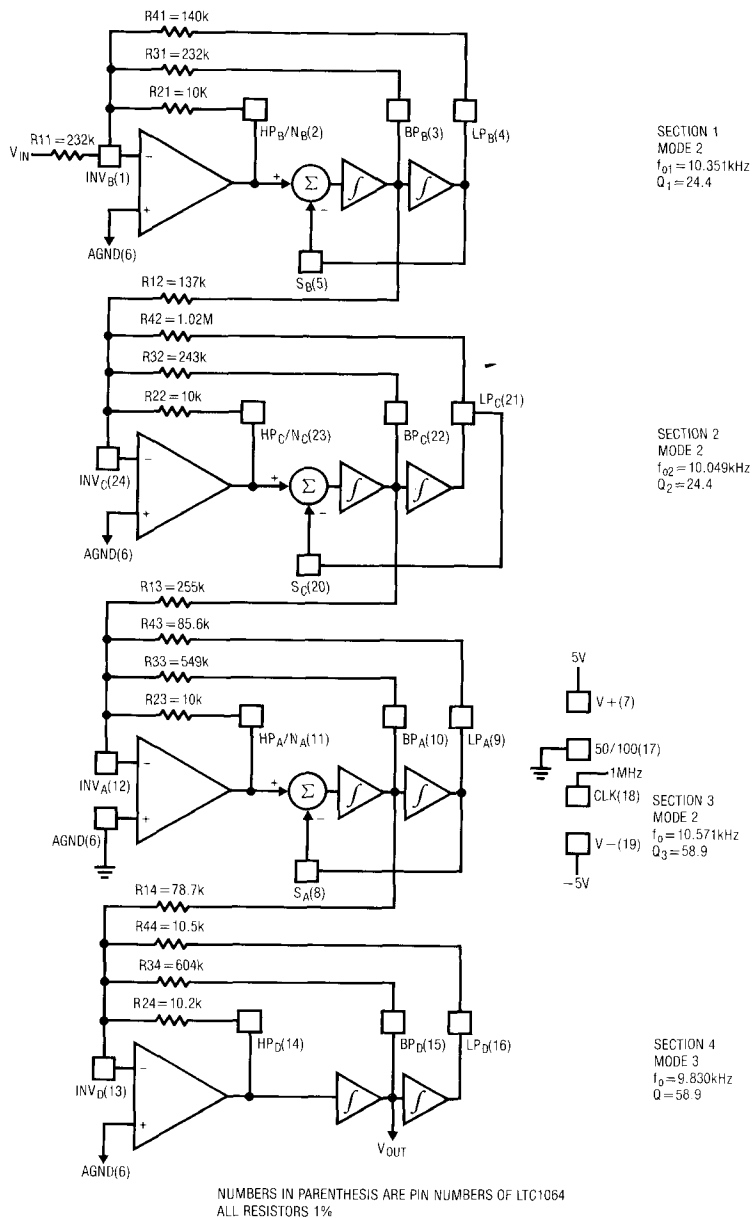 R41 = 140k
R31 = 232k
R21 = 10K
R11 = 232k
VIN
INVB(1)
HPB/NB(2)
BPB(3)
LPB(4)
−
+
+
Σ
−
∫
∫
AGND(6)
SB(5)
SECTION 1
MODE 2
fo1 = 10.351kHz
Q1 = 24.4
R12 = 137k
R42 = 1.02M
R32 = 243k
R22 = 10k
HPC/NC(23)
BPC(22)
LPC(21)
INVC(24)
−
+
+
Σ
−
∫
∫
AGND(6)
SC(20)
SECTION 2
MODE 2
fo2 = 10.049kHz
Q2 = 24.4
R13 = 255k
R43 = 85.6k
R33 = 549k
R23 = 10k
HPA/NA(11)
BPA(10)
LPA(9)
INVA(12)
−
+
+
Σ
−
∫
∫
AGND(6)
SA(8)
5V
V+(7)
50/100(17)
1MHz
CLK(18)
V−(19)
−5V
SECTION 3
MODE 2
fo = 10.571kHz
Q3 = 58.9
R14 = 78.7k
R44 = 10.5k
R34 = 604k
R24 = 10.2k
HPD(14)
BPD(15)
LPD(16)
INVD(13)
−
+
∫
∫
AGND(6)
VOUT
SECTION 4
MODE 3
fo = 9.830kHz
Q = 58.9
NUMBERS IN PARENTHESIS ARE PIN NUMBERS OF LTC1064
ALL RESISTORS 1%